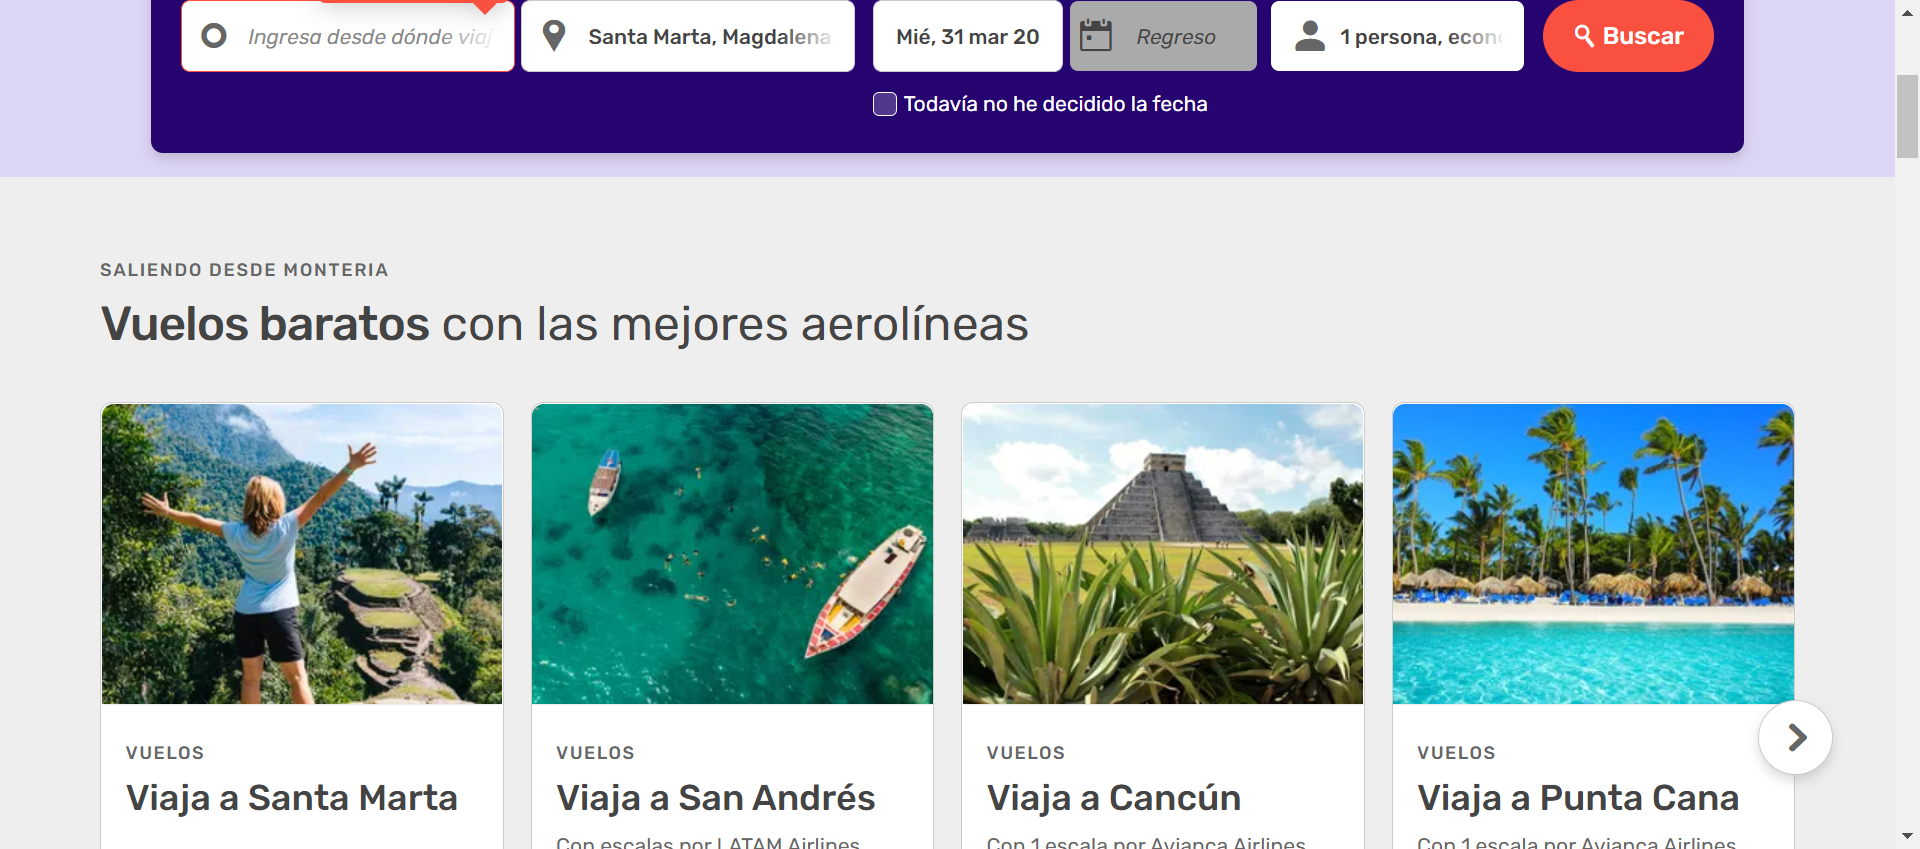 Ingresa desde dónde viaj
Santa Marta, Magdalena
Mié, 31 mar 20
Regreso
1 persona, econ
Buscar
Todavía no he decidido la fecha
SALIENDO DESDE MONTERIA
Vuelos baratos con las mejores aerolíneas
VUELOS
Viaja a Santa Marta
VUELOS
Viaja a San Andrés
Con escalas por LATAM Airlines
VUELOS
Viaja a Cancún
Con 1 escala por Avianca Airlines
VUELOS
Viaja a Punta Cana
Con 1 escala por Avianca Airlines